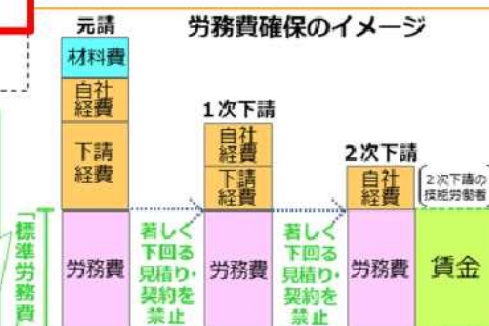 労務費確保のイメージ
元請
材料費
自社
経費
下請
経費
労務費
1次下請
自社
経費
下請
経費
労務費
2次下請
自社
経費
労務費
2次下請の
技能労働者
賃金
著しく
下回る
見積り・
契約を
禁止
著しく
下回る
見積り・
契約を
禁止
「標準労務費